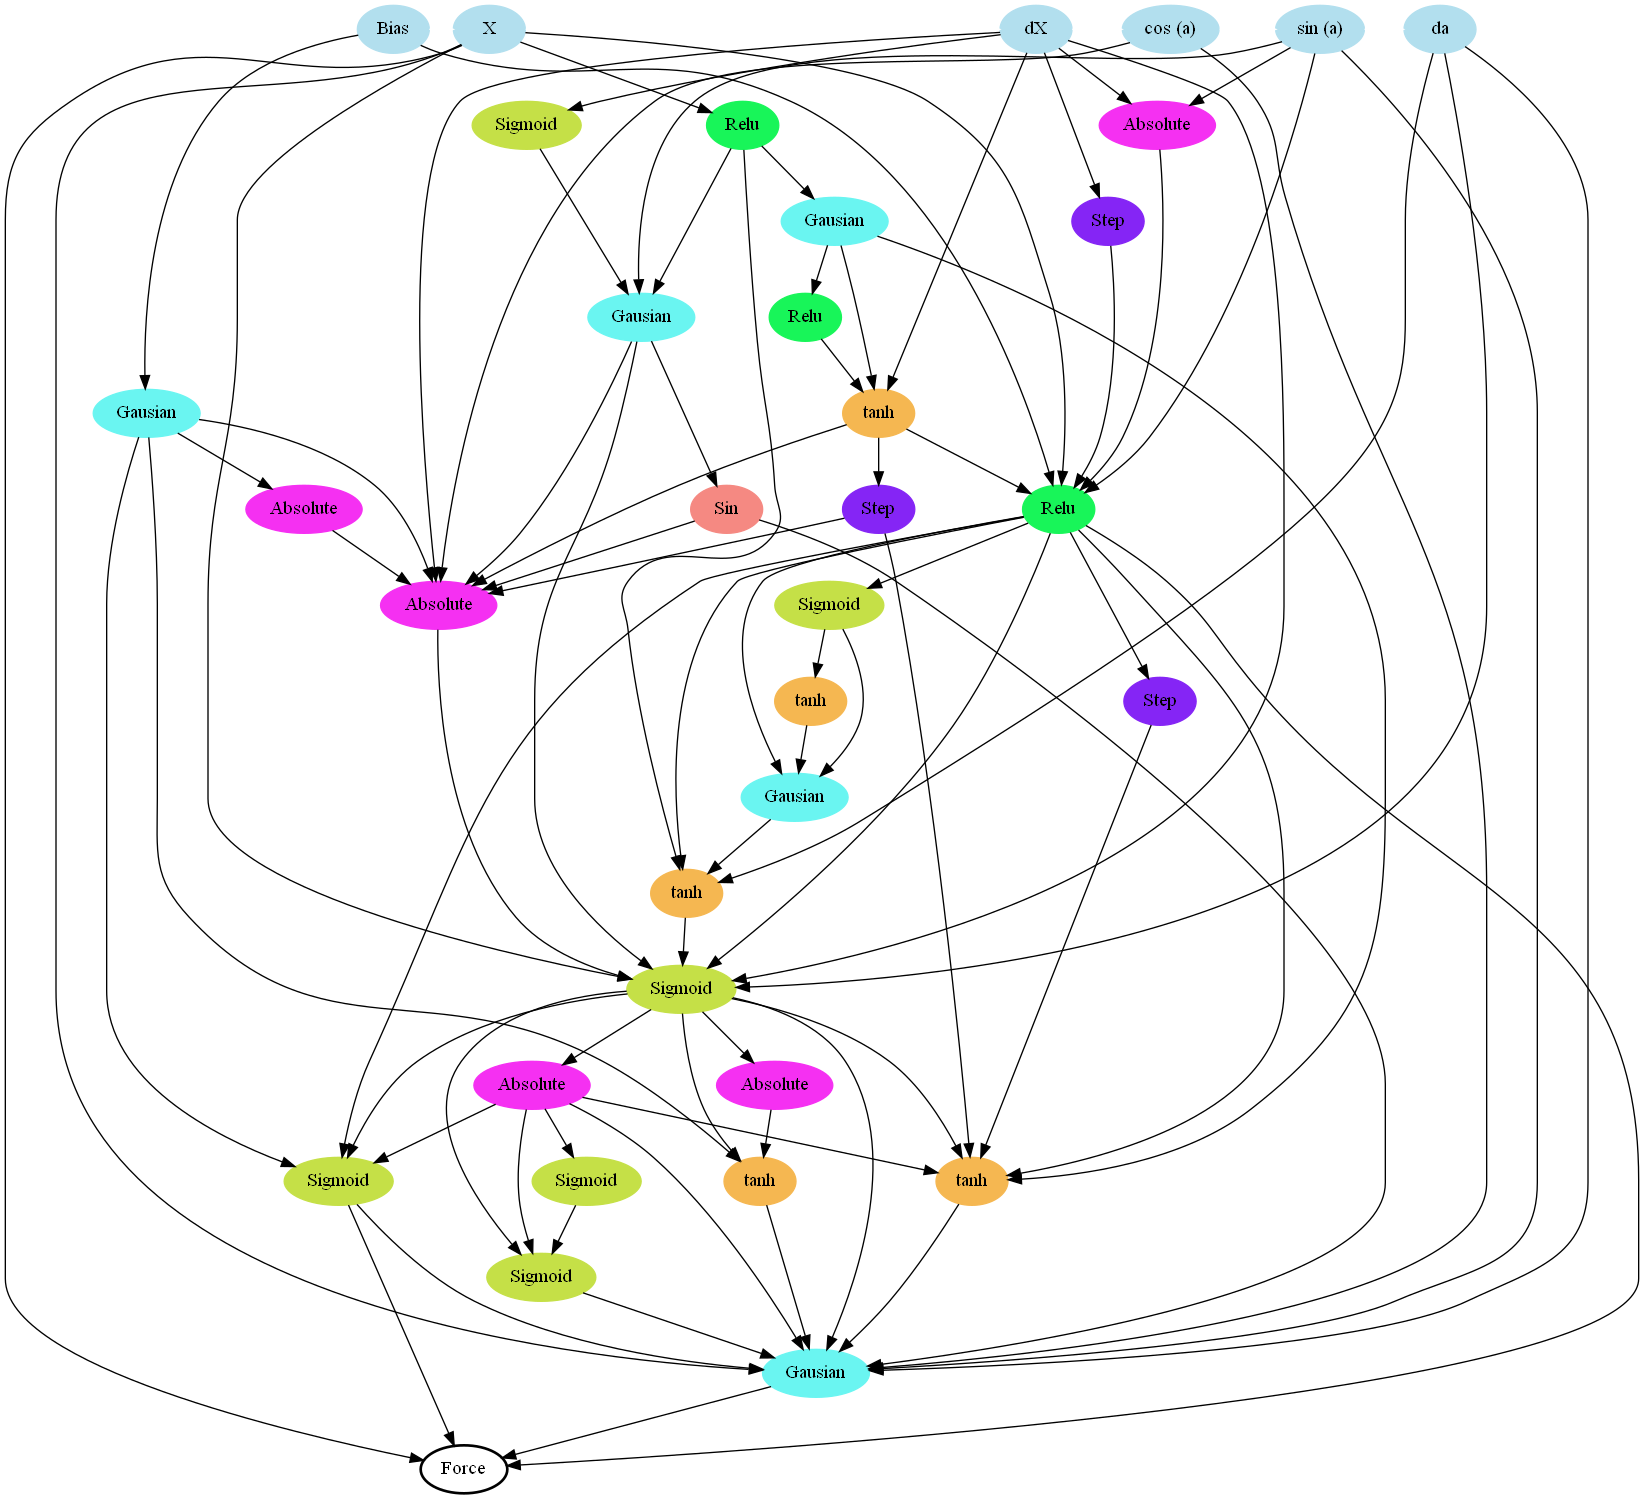 Bias
X
dX
cos (a)
sin (a)
da
Sigmoid
Relu
Absolute
Gausian
Step
Gausian
Relu
Gausian
tanh
Absolute
Sin
Step
Relu
Absolute
Sigmoid
tanh
Step
Gausian
tanh
Sigmoid
Absolute
Absolute
Sigmoid
Sigmoid
tanh
tanh
Sigmoid
Gausian
Force